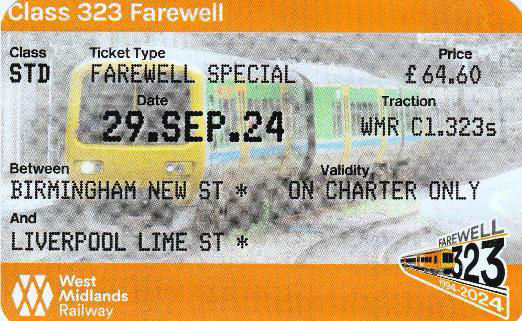 Class 323 Farewell
Class Ticket Type Price
STD FAREWELL SPECIAL £64.60
Date Traction
29.SEP.24 WMR Cl.323s
Between Validity
BIRMINGHAM NEW ST * ON CHARTER ONLY
And
LIVERPOOL LIME ST *
FAREWELL
323
1994-2024
West
Midlands
Railway